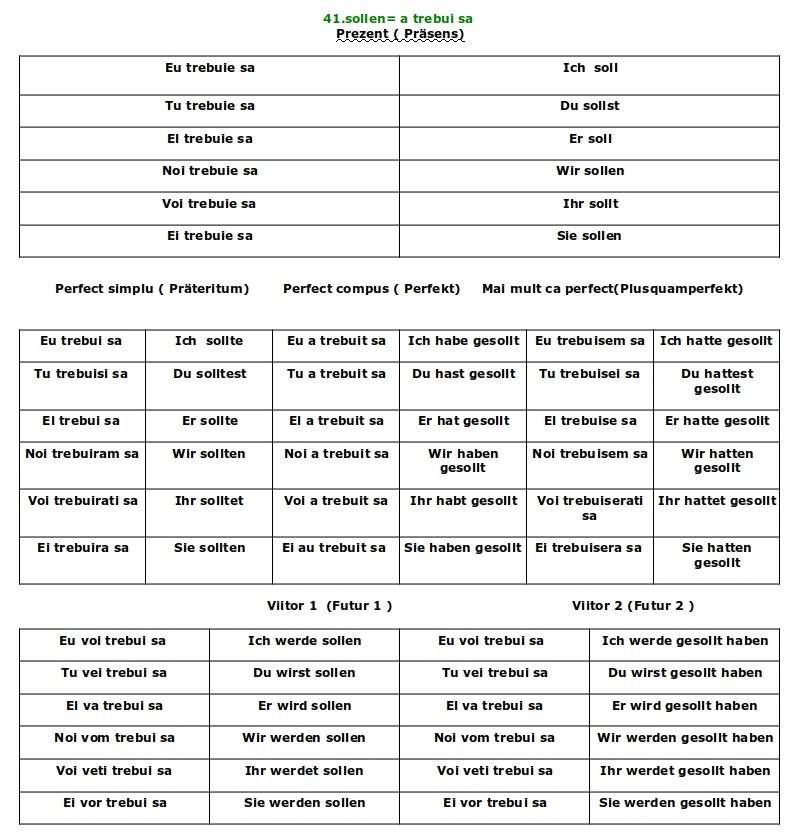 41.sollen= a trebui sa
Prezent ( Präsens)
Eu trebuie sa Ich soll
Tu trebuie sa Du sollst
El trebuie sa Er soll
Noi trebuie sa Wir sollen
Voi trebuie sa Ihr sollt
Ei trebuie sa Sie sollen
Perfect simplu ( Präteritum) Perfect compus ( Perfekt) Mai mult ca perfect(Plusquamperfekt)
Eu trebui sa Ich sollte Eu a trebuit sa Ich habe gesollt Eu trebuisem sa Ich hatte gesollt
Tu trebuisi sa Du solltest Tu a trebuit sa Du hast gesollt Tu trebuisei sa Du hattest
gesollt
El trebui sa Er sollte El a trebuit sa Er hat gesollt El trebuise sa Er hatte gesollt
Noi trebuiram sa Wir sollten Noi a trebuit sa Wir haben Noi trebuisem sa Wir hatten
gesollt gesollt
Voi trebuirati sa Ihr solltet Voi a trebuit sa Ihr habt gesollt Voi trebuiserati Ihr hattet gesollt
sa
Ei trebuira sa Sie sollten Ei au trebuit sa Sie haben gesollt Ei trebuisera sa Sie hatten
gesollt
Viitor 1 (Futur 1 ) Viitor 2 (Futur 2 )
Eu voi trebui sa Ich werde sollen Eu voi trebui sa Ich werde gesollt haben
Tu vei trebui sa Du wirst sollen Tu vei trebui sa Du wirst gesollt haben
El va trebui sa Er wird sollen El va trebui sa Er wird gesollt haben
Noi vom trebui sa Wir werden sollen Noi vom trebui sa Wir werden gesollt haben
Voi veti trebui sa Ihr werdet sollen Voi veti trebui sa Ihr werdet gesollt haben
Ei vor trebui sa Sie werden sollen Ei vor trebui sa Sie werden gesollt haben